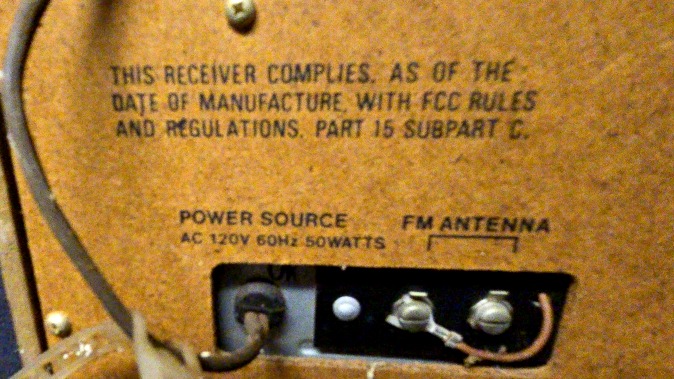 THIS RECEIVER COMPLIES, AS OF THE
DATE OF MANUFACTURE, WITH FCC RULES
AND REGULATIONS. PART 15 SUBPART C.
POWER SOURCE
AC 120V 60Hz 50WATTS
FM ANTENNA